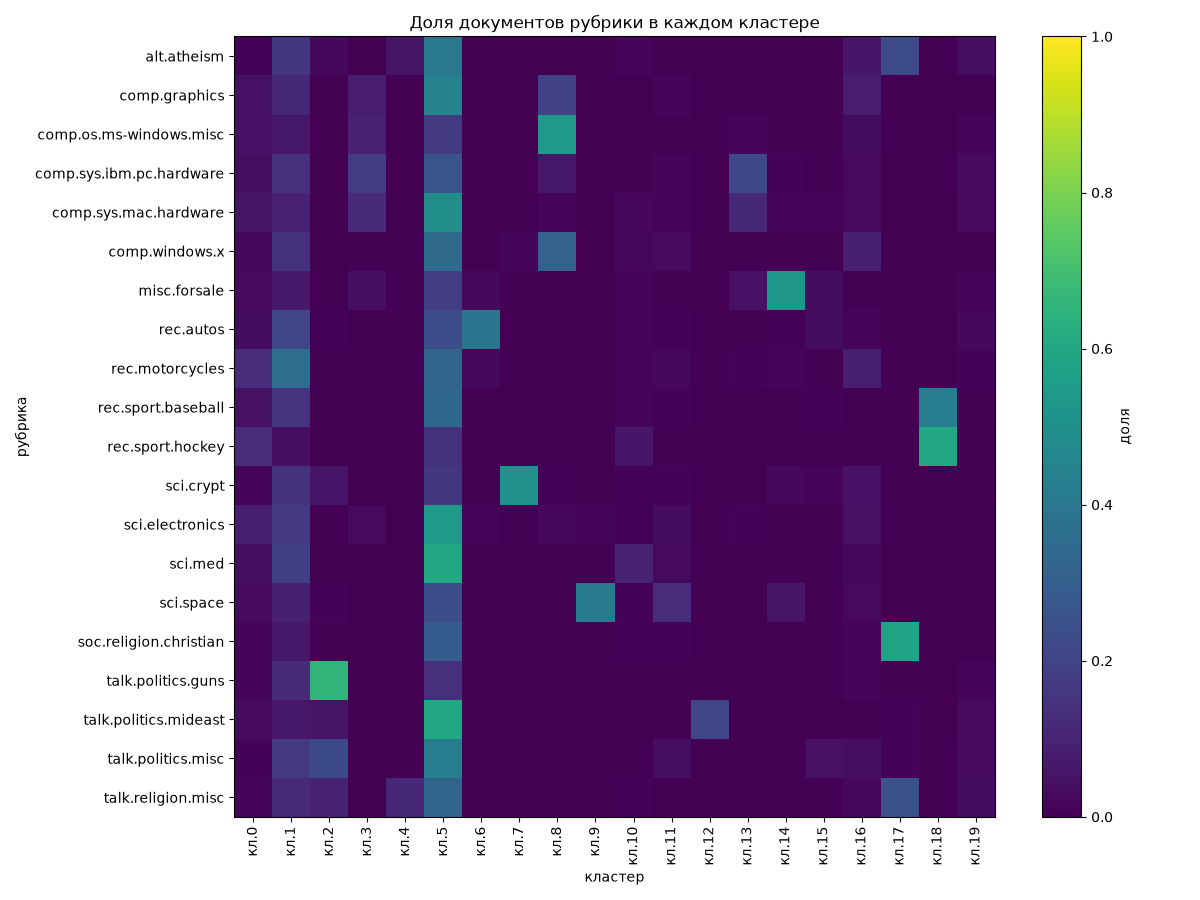 Доля документов рубрики в каждом кластере
рубрика
alt.atheism
comp.graphics
comp.os.ms-windows.misc
comp.sys.ibm.pc.hardware
comp.sys.mac.hardware
comp.windows.x
misc.forsale
rec.autos
rec.motorcycles
rec.sport.baseball
rec.sport.hockey
sci.crypt
sci.electronics
sci.med
sci.space
soc.religion.christian
talk.politics.guns
talk.politics.mideast
talk.politics.misc
talk.religion.misc
кл.0 кл.1 кл.2 кл.3 кл.4 кл.5 кл.6 кл.7 кл.8 кл.9 кл.10 кл.11 кл.12 кл.13 кл.14 кл.15 кл.16 кл.17 кл.18 кл.19
кластер
1.0
0.8
0.6
0.4
0.2
0.0
доля